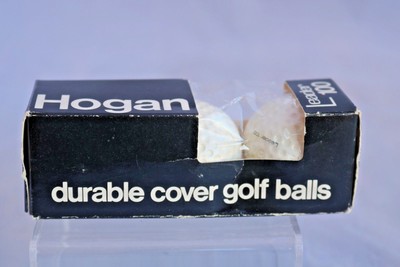 Hogan
Leader
100
durable cover golf balls